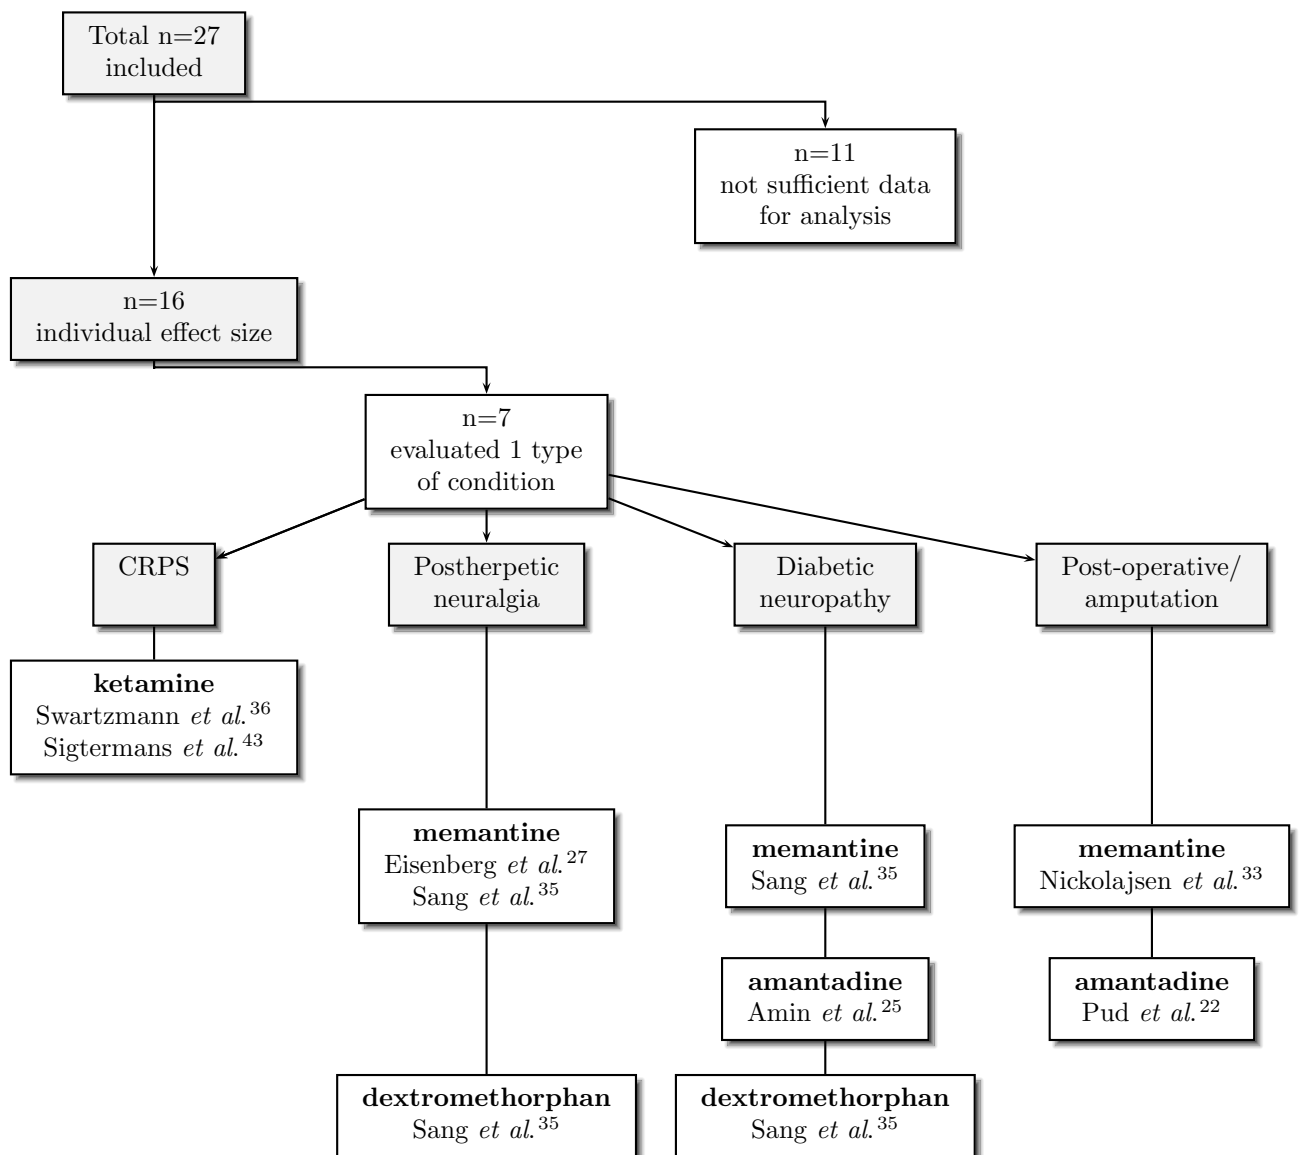 Total n=27
included
n=11
not sufficient data
for analysis
n=16
individual effect size
n=7
evaluated 1 type
of condition
CRPS
Postherpetic
neuralgia
Diabetic
neuropathy
Post-operative/
amputation
ketamine
Swartzmann et al.³⁶
Sigtermans et al.⁴³
memantine
Eisenberg et al.²⁷
Sang et al.³⁵
memantine
Sang et al.³⁵
memantine
Nickolajsen et al.³³
amantadine
Amin et al.²⁵
amantadine
Pud et al.²²
dextromethorphan
Sang et al.³⁵
dextromethorphan
Sang et al.³⁵